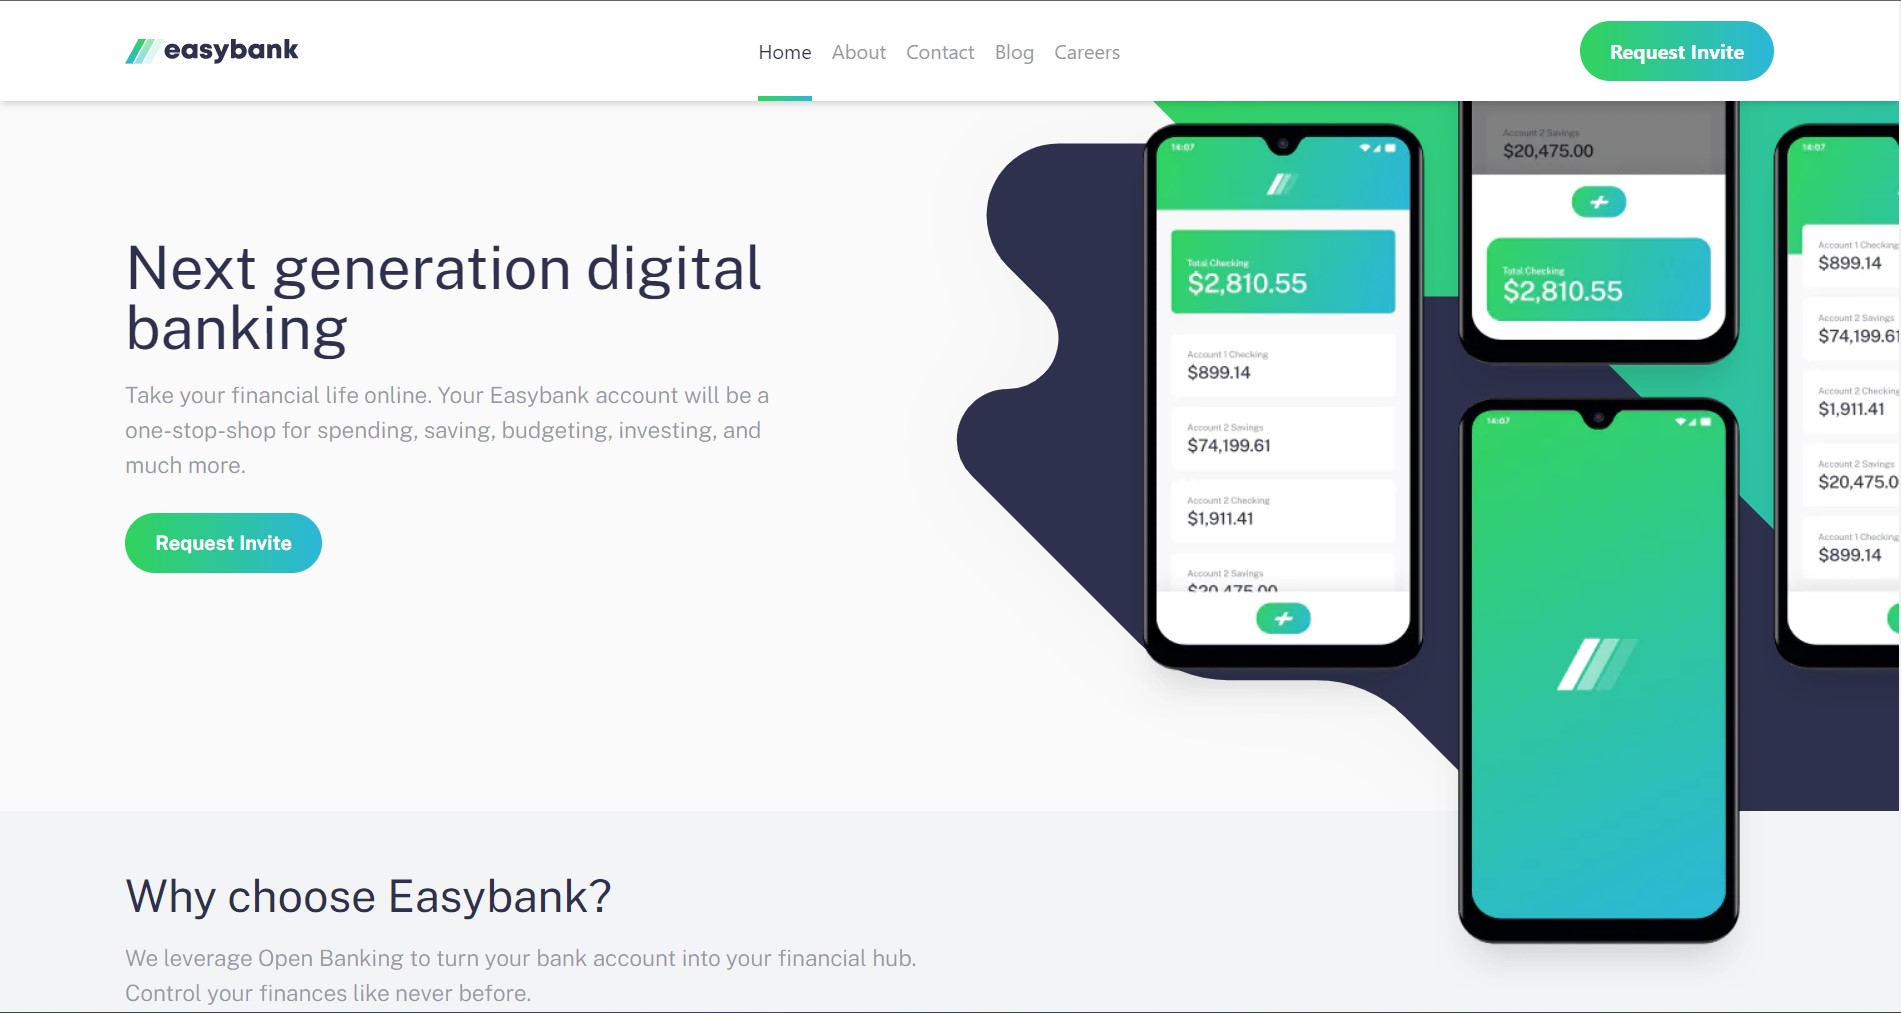 easybank
Home About Contact Blog Careers
Request Invite
Next generation digital
banking
Take your financial life online. Your Easybank account will be a
one-stop-shop for spending, saving, budgeting, investing, and
much more.
Request Invite
14:07
Total Checking
$2,810.55
Account 1 Checking
$899.14
Account 2 Savings
$74,199.61
Account 2 Checking
$1,911.41
Account 2 Savings
$20,475.00
Account 2 Savings
$20,475.00
Total Checking
$2,810.55
14:07
14:07
Account 1 Checking
$899.14
Account 2 Savings
$74,199.61
Account 2 Checking
$1,911.41
Account 2 Savings
$20,475.0
Account 1 Checking
$899.14
Why choose Easybank?
We leverage Open Banking to turn your bank account into your financial hub.
Control your finances like never before.